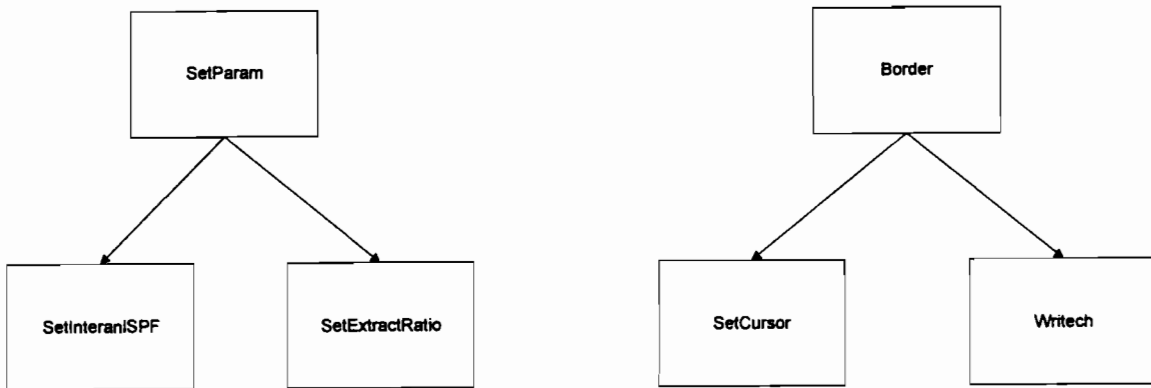 SetParam
Border
SetInteranlSPF
SetExtractRatio
SetCursor
Writech